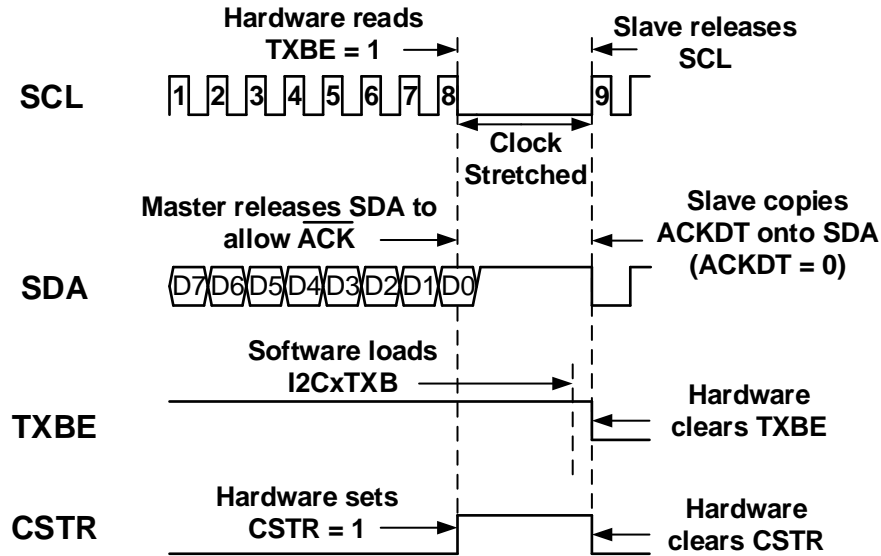 Hardware reads
TXBE = 1
Slave releases
SCL
SCL
1 2 3 4 5 6 7 8 9
Clock
Stretched
Master releases SDA to
allow ACK
Slave copies
ACKDT onto SDA
(ACKDT = 0)
SDA
D7 D6 D5 D4 D3 D2 D1 D0
Software loads
I2CxTXB
TXBE
Hardware
clears TXBE
Hardware sets
CSTR = 1
CSTR
Hardware
clears CSTR